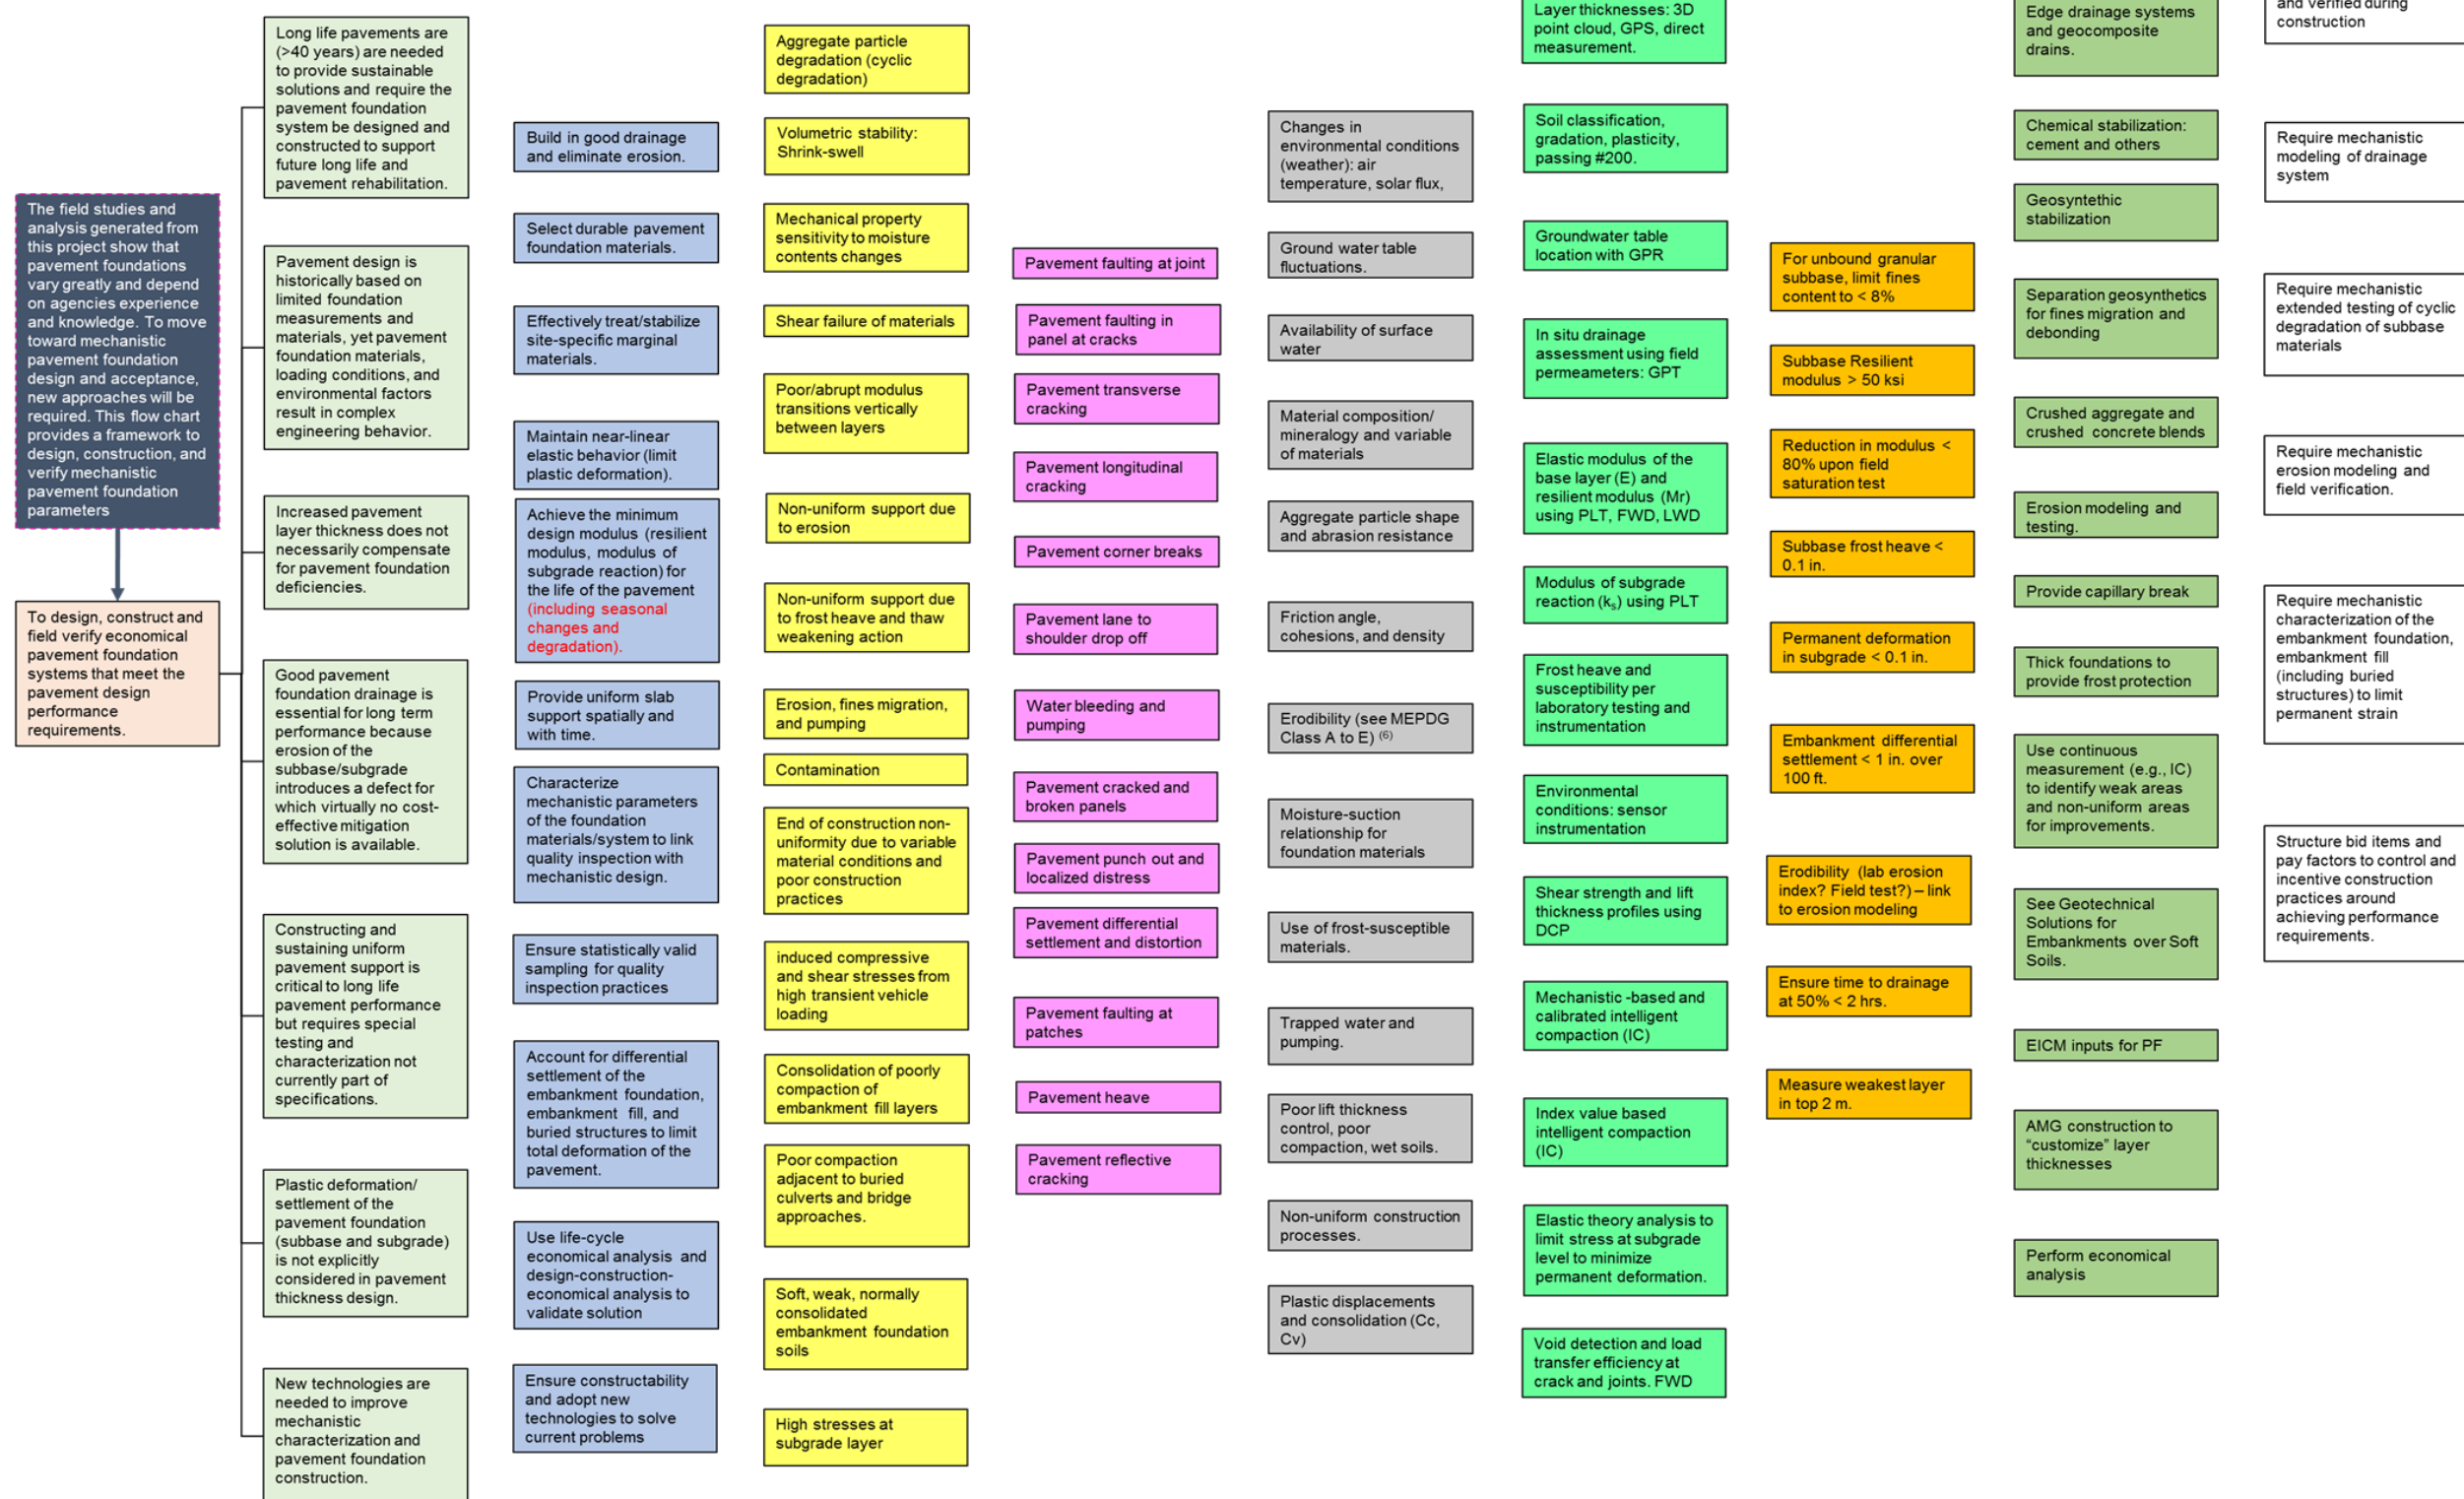 The field studies and
analysis generated from
this project show that
pavement foundations
vary greatly and depend
on agencies experience
and knowledge. To move
toward mechanistic
pavement foundation
design and acceptance,
new approaches will be
required. This flow chart
provides a framework to
design, construction, and
verify mechanistic
pavement foundation
parameters
To design, construct and
field verify economical
pavement foundation
systems that meet the
pavement design
performance
requirements.
Long life pavements are
(>40 years) are needed
to provide sustainable
solutions and require the
pavement foundation
system be designed and
constructed to support
future long life and
pavement rehabilitation.
Pavement design is
historically based on
limited foundation
measurements and
materials, yet pavement
foundation materials,
loading conditions, and
environmental factors
result in complex
engineering behavior.
Increased pavement
layer thickness does not
necessarily compensate
for pavement foundation
deficiencies.
Good pavement
foundation drainage is
essential for long term
performance because
erosion of the
subbase/subgrade
introduces a defect for
which virtually no cost-
effective mitigation
solution is available.
Constructing and
sustaining uniform
pavement support is
critical to long life
pavement performance
but requires special
testing and
characterization not
currently part of
specifications.
Plastic deformation/
settlement of the
pavement foundation
(subbase and subgrade)
is not explicitly
considered in pavement
thickness design.
New technologies are
needed to improve
mechanistic
characterization and
pavement foundation
construction.
Build in good drainage
and eliminate erosion.
Select durable pavement
foundation materials.
Effectively treat/stabilize
site-specific marginal
materials.
Maintain near-linear
elastic behavior (limit
plastic deformation).
Achieve the minimum
design modulus (resilient
modulus, modulus of
subgrade reaction) for
the life of the pavement
(including seasonal
changes and
degradation).
Provide uniform slab
support spatially and
with time.
Characterize
mechanistic parameters
of the foundation
materials/system to link
quality inspection with
mechanistic design.
Ensure statistically valid
sampling for quality
inspection practices
Account for differential
settlement of the
embankment foundation,
embankment fill, and
buried structures to limit
total deformation of the
pavement.
Use life-cycle
economical analysis and
design-construction-
economical analysis to
validate solution
Ensure constructability
and adopt new
technologies to solve
current problems
Aggregate particle
degradation (cyclic
degradation)
Volumetric stability:
Shrink-swell
Mechanical property
sensitivity to moisture
contents changes
Shear failure of materials
Poor/abrupt modulus
transitions vertically
between layers
Non-uniform support due
to erosion
Non-uniform support due
to frost heave and thaw
weakening action
Erosion, fines migration,
and pumping
Contamination
End of construction non-
uniformity due to variable
material conditions and
poor construction
practices
induced compressive
and shear stresses from
high transient vehicle
loading
Consolidation of poorly
compaction of
embankment fill layers
Poor compaction
adjacent to buried
culverts and bridge
approaches.
Soft, weak, normally
consolidated
embankment foundation
soils
High stresses at
subgrade layer
Pavement faulting at joint
Pavement faulting in
panel at cracks
Pavement transverse
cracking
Pavement longitudinal
cracking
Pavement corner breaks
Pavement lane to
shoulder drop off
Water bleeding and
pumping
Pavement cracked and
broken panels
Pavement punch out and
localized distress
Pavement differential
settlement and distortion
Pavement faulting at
patches
Pavement heave
Pavement reflective
cracking
Changes in
environmental conditions
(weather): air
temperature, solar flux,
Ground water table
fluctuations.
Availability of surface
water
Material composition/
mineralogy and variable
of materials
Aggregate particle shape
and abrasion resistance
Friction angle,
cohesions, and density
Erodibility (see MEPDG
Class A to E) (6)
Moisture-suction
relationship for
foundation materials
Use of frost-susceptible
materials.
Trapped water and
pumping.
Poor lift thickness
control, poor
compaction, wet soils.
Non-uniform construction
processes.
Plastic displacements
and consolidation (Cc,
Cv)
Layer thicknesses: 3D
point cloud, GPS, direct
measurement.
Soil classification,
gradation, plasticity,
passing #200.
Groundwater table
location with GPR
In situ drainage
assessment using field
permeameters: GPT
Elastic modulus of the
base layer (E) and
resilient modulus (Mr)
using PLT, FWD, LWD
Modulus of subgrade
reaction (ks) using PLT
Frost heave and
susceptibility per
laboratory testing and
instrumentation
Environmental
conditions: sensor
instrumentation
Shear strength and lift
thickness profiles using
DCP
Mechanistic -based and
calibrated intelligent
compaction (IC)
Index value based
intelligent compaction
(IC)
Elastic theory analysis to
limit stress at subgrade
level to minimize
permanent deformation.
Void detection and load
transfer efficiency at
crack and joints. FWD
For unbound granular
subbase, limit fines
content to < 8%
Subbase Resilient
modulus > 50 ksi
Reduction in modulus <
80% upon field
saturation test
Subbase frost heave <
0.1 in.
Permanent deformation
in subgrade < 0.1 in.
Embankment differential
settlement < 1 in. over
100 ft.
Erodibility (lab erosion
index? Field test?) – link
to erosion modeling
Ensure time to drainage
at 50% < 2 hrs.
Measure weakest layer
in top 2 m.
Edge drainage systems
and geocomposite
drains.
Chemical stabilization:
cement and others
Geosyntethic
stabilization
Separation geosynthetics
for fines migration and
debonding
Crushed aggregate and
crushed concrete blends
Erosion modeling and
testing.
Provide capillary break
Thick foundations to
provide frost protection
Use continuous
measurement (e.g., IC)
to identify weak areas
and non-uniform areas
for improvements.
See Geotechnical
Solutions for
Embankments over Soft
Soils.
EICM inputs for PF
AMG construction to
“customize” layer
thicknesses
Perform economical
analysis
and verified during
construction
Require mechanistic
modeling of drainage
system
Require mechanistic
extended testing of cyclic
degradation of subbase
materials
Require mechanistic
erosion modeling and
field verification.
Require mechanistic
characterization of the
embankment foundation,
embankment fill
(including buried
structures) to limit
permanent strain
Structure bid items and
pay factors to control and
incentive construction
practices around
achieving performance
requirements.